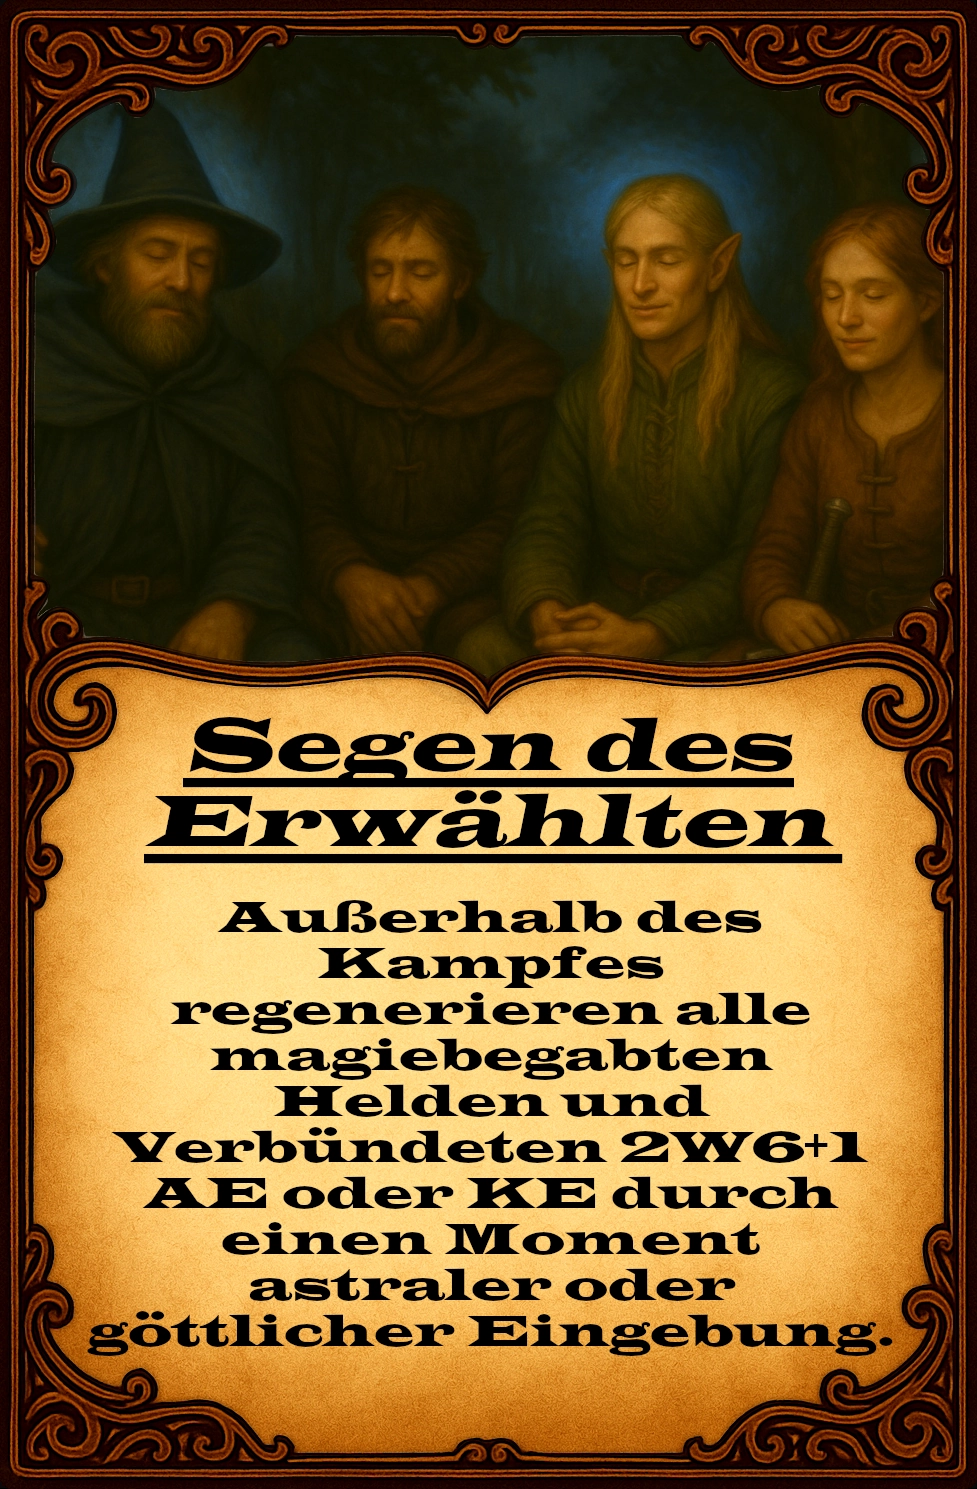 Segen des
Erwählten
Außerhalb des
Kampfes
regenerieren alle
magiebegabten
Helden und
Verbündeten 2W6+1
AE oder KE durch
einen Moment
astraler oder
göttlicher Eingebung.